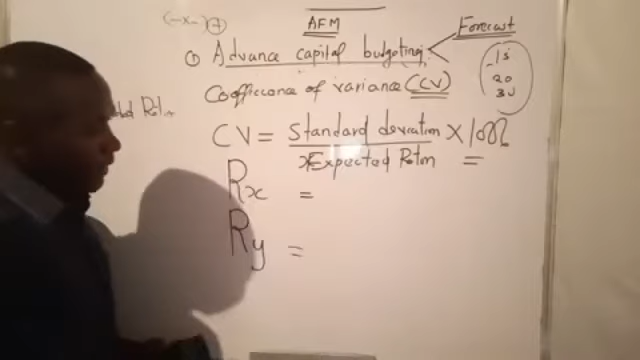 (-x-) +
AFM
Forecast
① Advance capital budgeting
15
20
30
Coefficcence of variance (CV)
CV = Standard deviation X 100
Expected Retn =
Rx =
Ry =